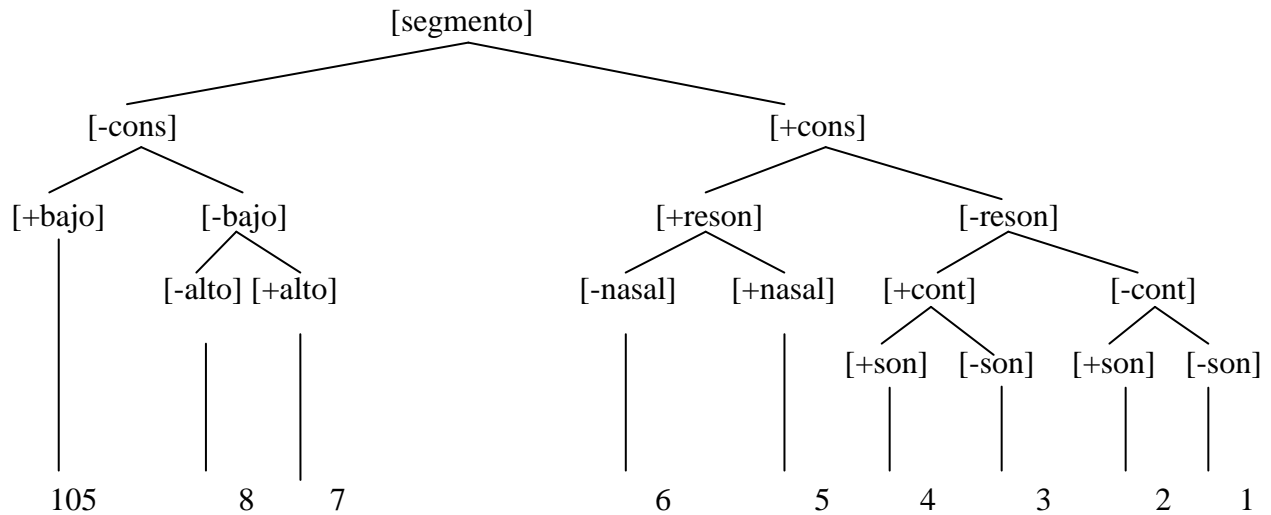 [segmento]
[-cons] [+cons]
[+bajo] [-bajo] [+reson] [-reson]
[-alto] [+alto] [-nasal] [+nasal] [+cont] [-cont]
[+son] [-son] [+son] [-son]
105 8 7 6 5 4 3 2 1